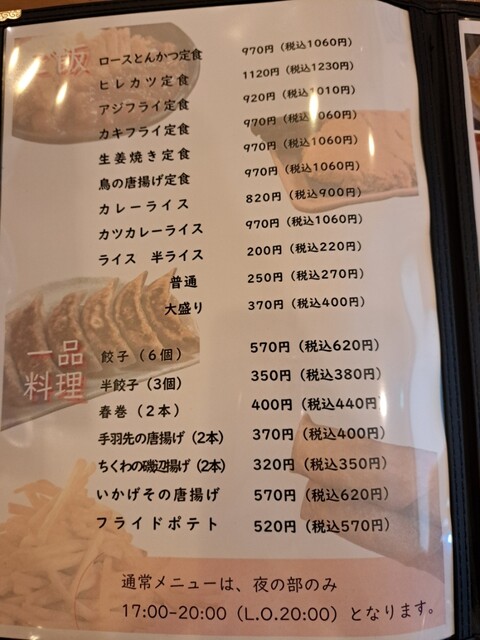 ご飯
ロースとんかつ定食 970円（税込1060円）
ヒレカツ定食 1120円（税込1230円）
アジフライ定食 920円（税込1010円）
カキフライ定食 970円（税込1060円）
生姜焼き定食 970円（税込1060円）
鳥の唐揚げ定食 970円（税込1060円）
カレーライス 820円（税込900円）
カツカレーライス 970円（税込1060円）
ライス 半ライス 200円（税込220円）
普通 250円（税込270円）
大盛り 370円（税込400円）
一品料理
餃子（6個） 570円（税込620円）
半餃子（3個） 350円（税込380円）
春巻（2本） 400円（税込440円）
手羽先の唐揚げ（2本） 370円（税込400円）
ちくわの磯辺揚げ（2本） 320円（税込350円）
いかげその唐揚げ 570円（税込620円）
フライドポテト 520円（税込570円）
通常メニューは、夜の部のみ
17:00-20:00（L.O.20:00）となります。